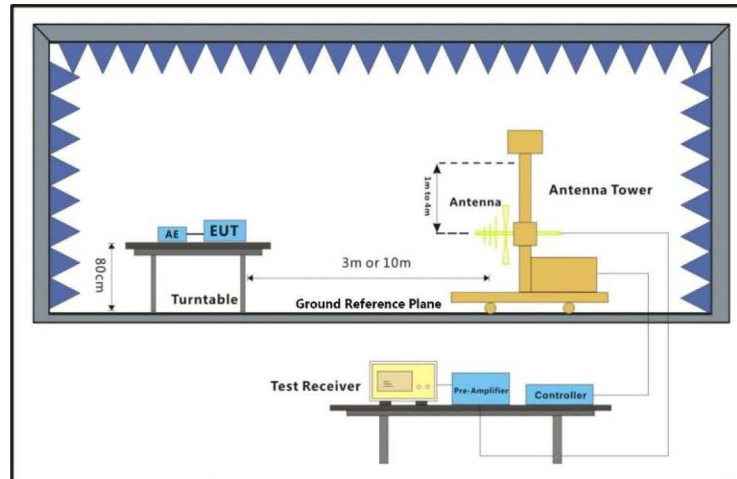 1m to 4m
Antenna
Antenna Tower
AE
EUT
80cm
3m or 10m
Turntable
Ground Reference Plane
Test Receiver
Pre-Amplifier
Controller